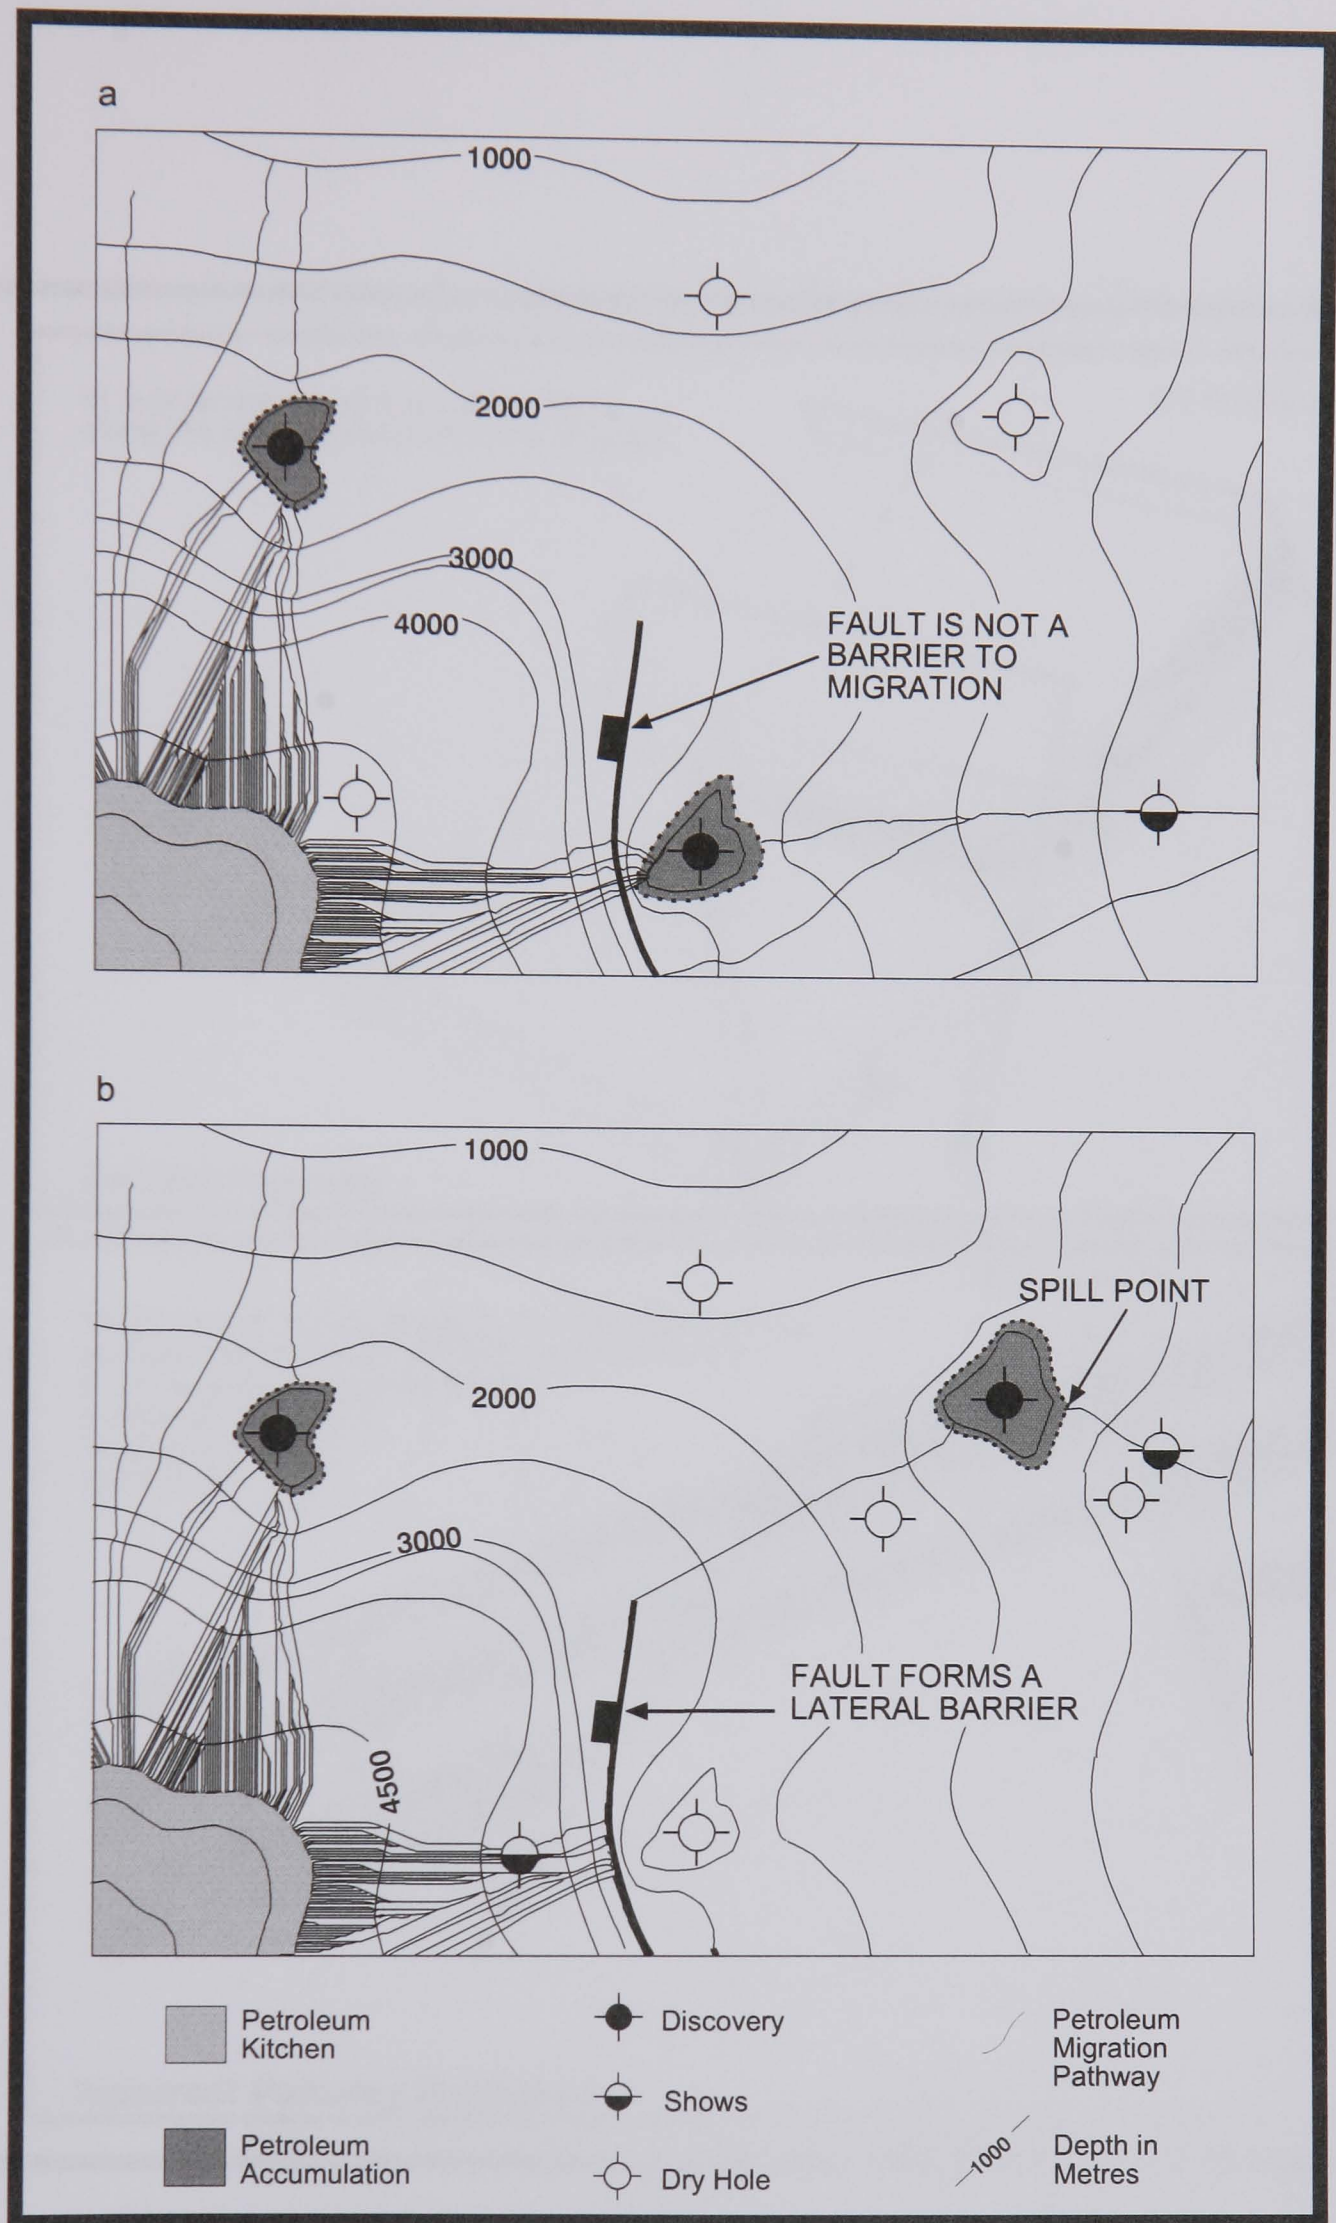 a
1000
2000
3000
4000
FAULT IS NOT A
BARRIER TO
MIGRATION
b
1000
SPILL POINT
2000
3000
FAULT FORMS A
LATERAL BARRIER
4500
Petroleum
Kitchen
Discovery
Petroleum
Migration
Pathway
Shows
Petroleum
Accumulation
Dry Hole
1000
Depth in
Metres